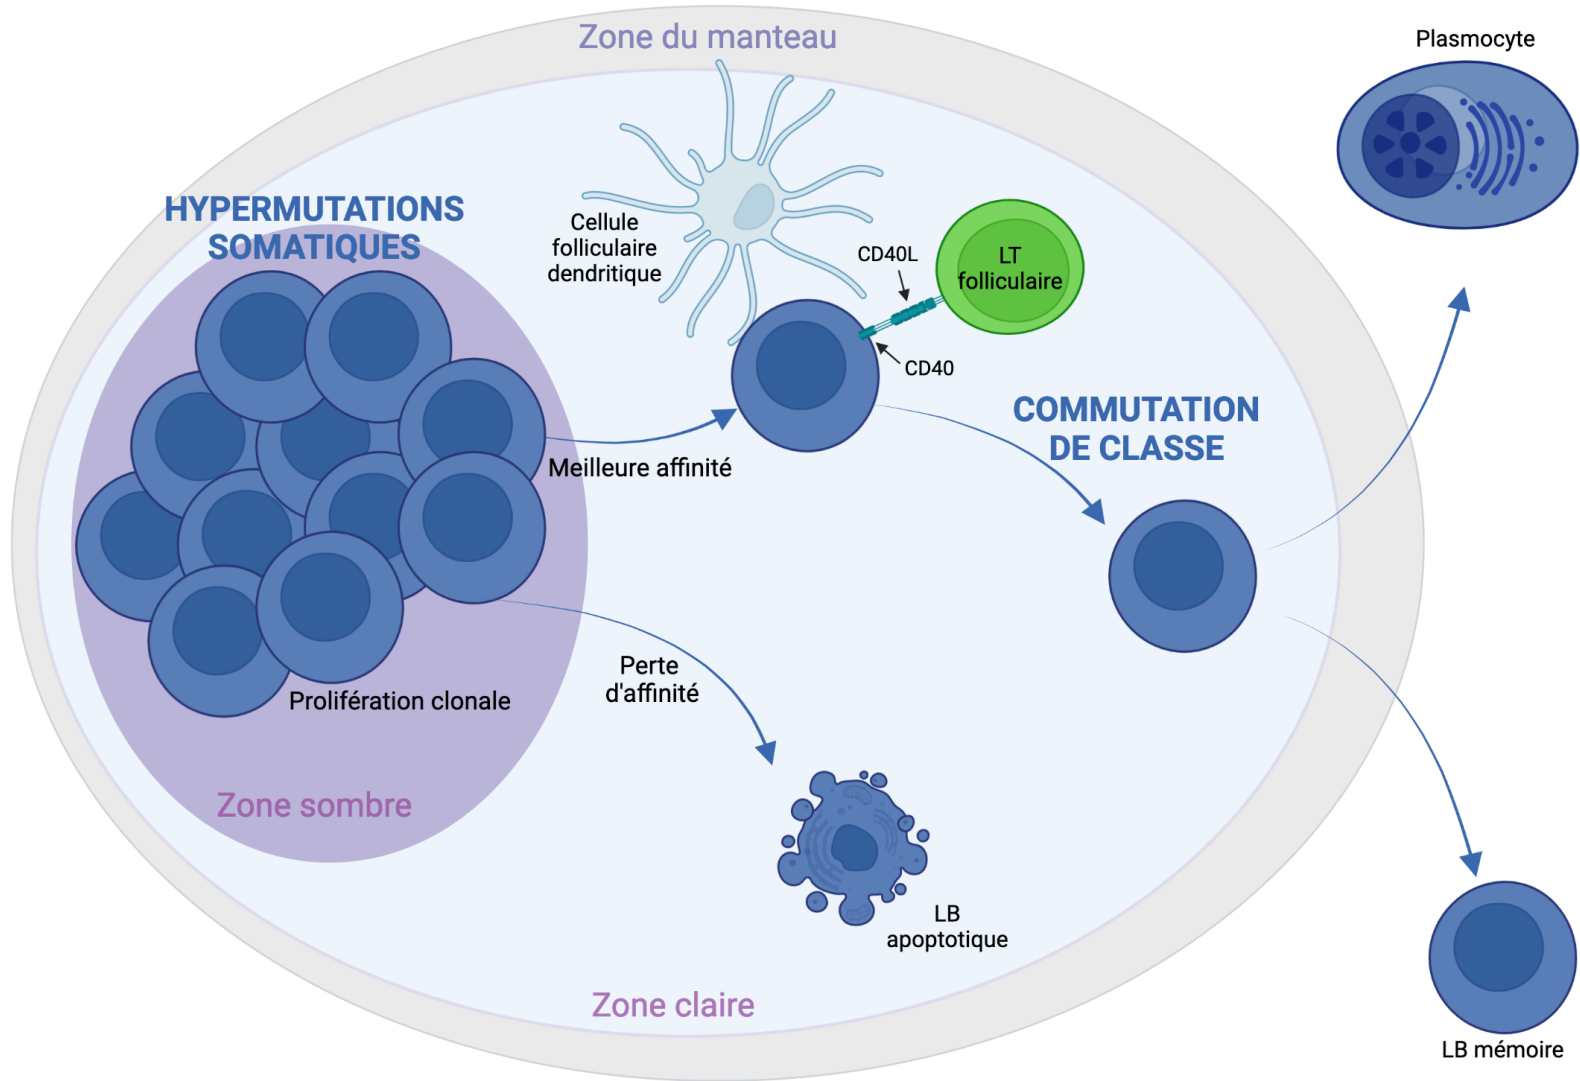 Zone du manteau
Plasmocyte
HYPERMUTATIONS
SOMATIQUES
Cellule
folliculaire
dendritique
CD40L
LT
folliculaire
CD40
COMMUTATION
DE CLASSE
Meilleure affinité
Perte
d'affinité
Prolifération clonale
Zone sombre
LB
apoptotique
Zone claire
LB mémoire